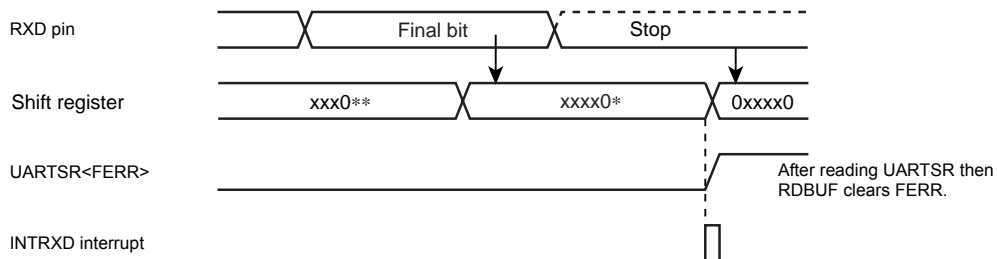 RXD pin
Final bit
Stop
Shift register
xxx0**
xxxx0*
0xxxx0
UARTSR<FERR>
After reading UARTSR then
RDBUF clears FERR.
INTRXD interrupt